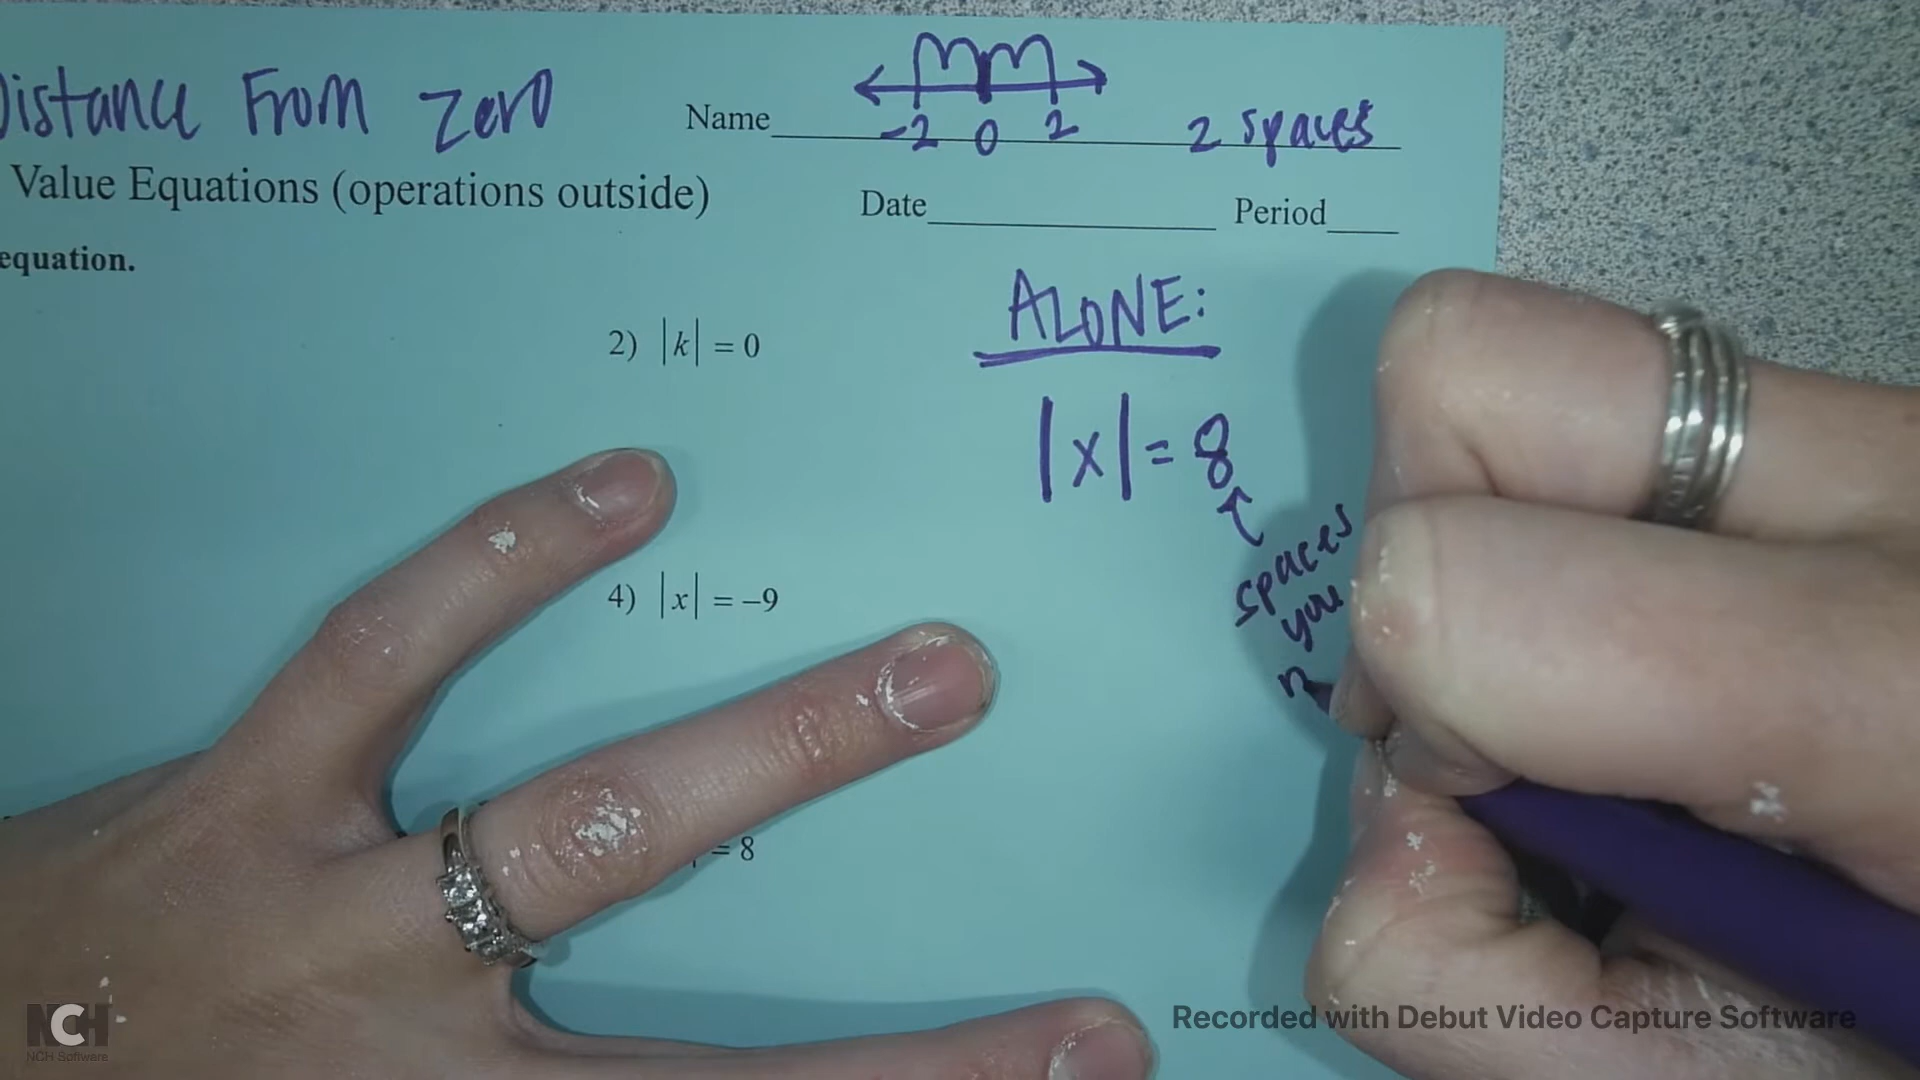 Distance From Zero
-2 0 2
2 spaces
Name
Value Equations (operations outside)
Date
Period
equation.
ALONE:
2) |k| = 0
|x| = 8
spaces
you
4) |x| = –9
= 8
NCH
NCH Software
Recorded with Debut Video Capture Software